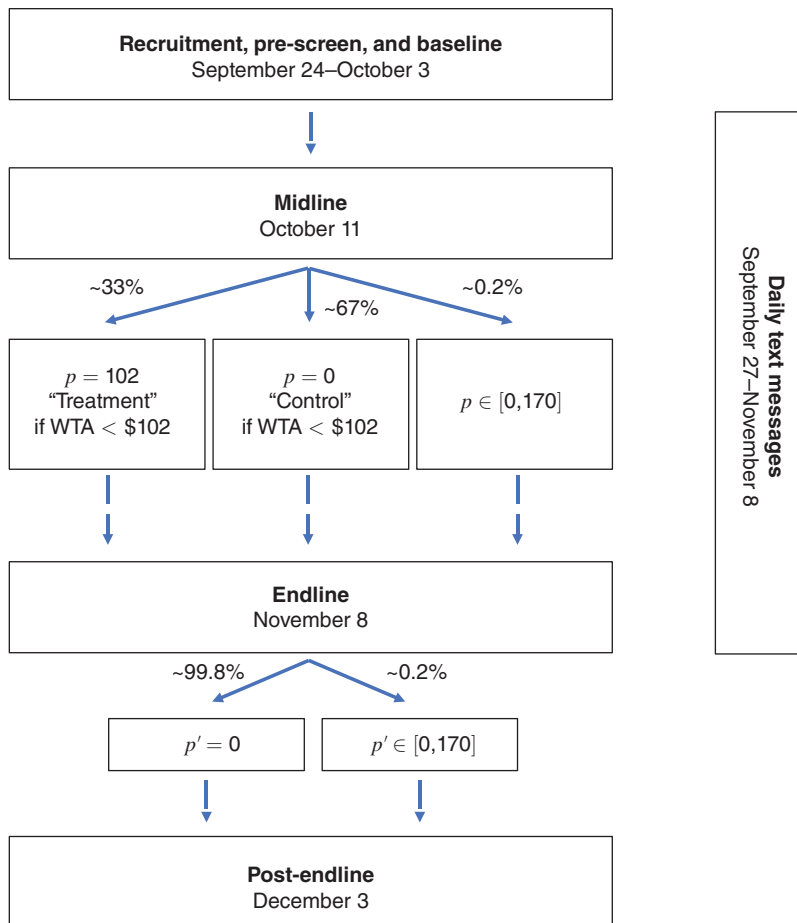 Recruitment, pre-screen, and baseline
September 24–October 3
Midline
October 11
~33%
~67%
~0.2%
p = 102
“Treatment”
if WTA < $102
p = 0
“Control”
if WTA < $102
p ∈ [0,170]
Endline
November 8
~99.8%
~0.2%
p′ = 0
p′ ∈ [0,170]
Post-endline
December 3
Daily text messages
September 27–November 8